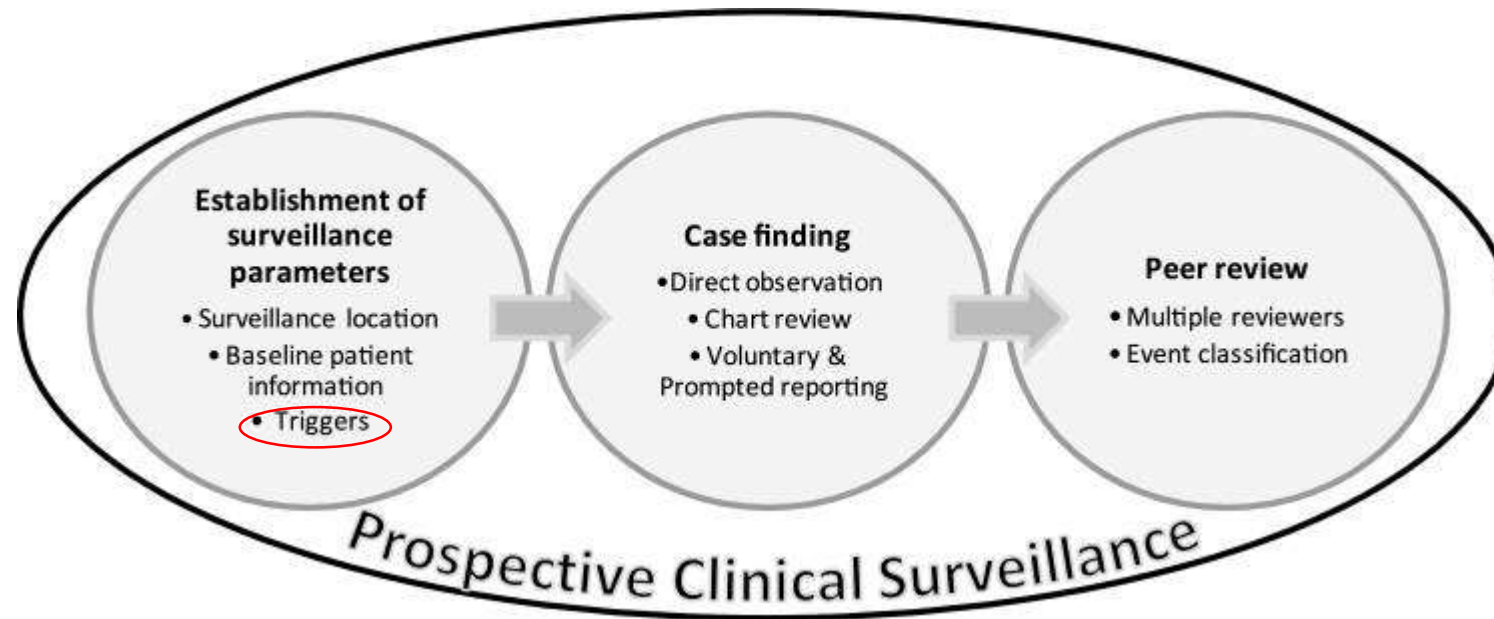 Establishment of
surveillance
parameters
• Surveillance location
• Baseline patient
information
• Triggers
Case finding
•Direct observation
• Chart review
• Voluntary &
Prompted reporting
Peer review
• Multiple reviewers
• Event classification
Prospective Clinical Surveillance